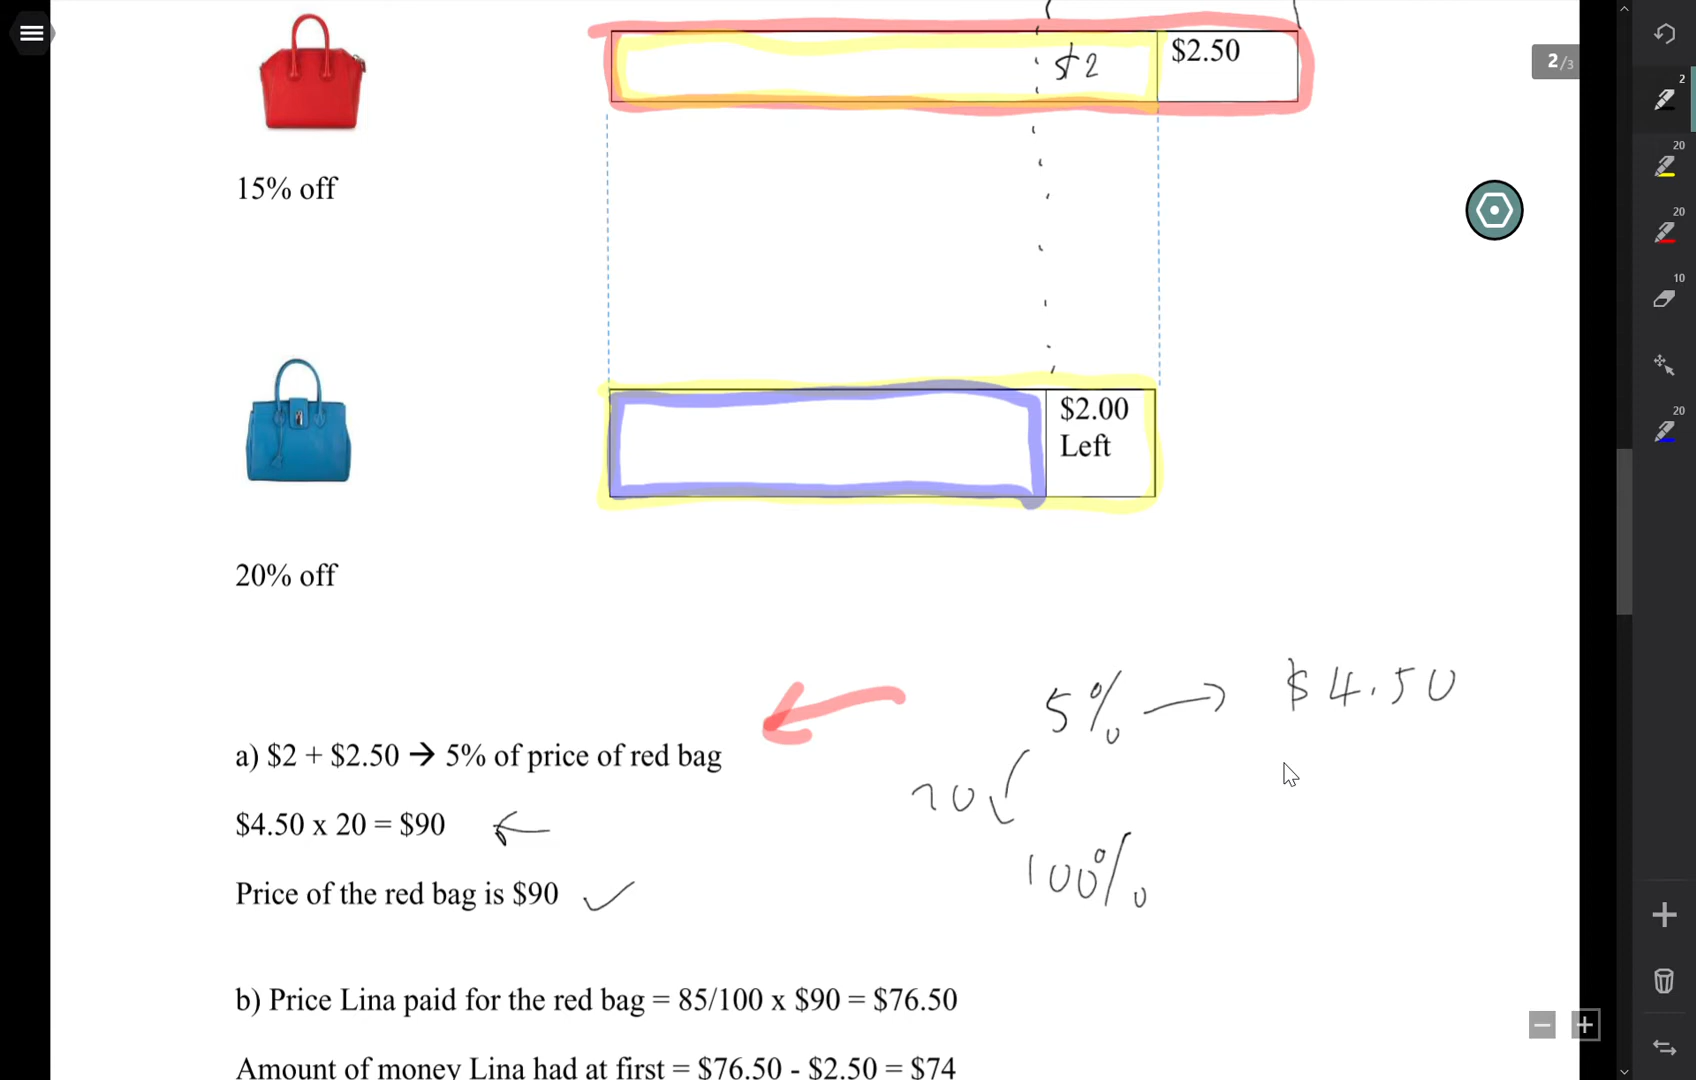 2/3
$2
$2.50
2
20
15% off
20
10
20
$2.00
Left
20% off
5% → $4.50
a) $2 + $2.50 → 5% of price of red bag
20
$4.50 x 20 = $90
100%
Price of the red bag is $90 ✓
b) Price Lina paid for the red bag = 85/100 x $90 = $76.50
Amount of money Lina had at first = $76.50 - $2.50 = $74